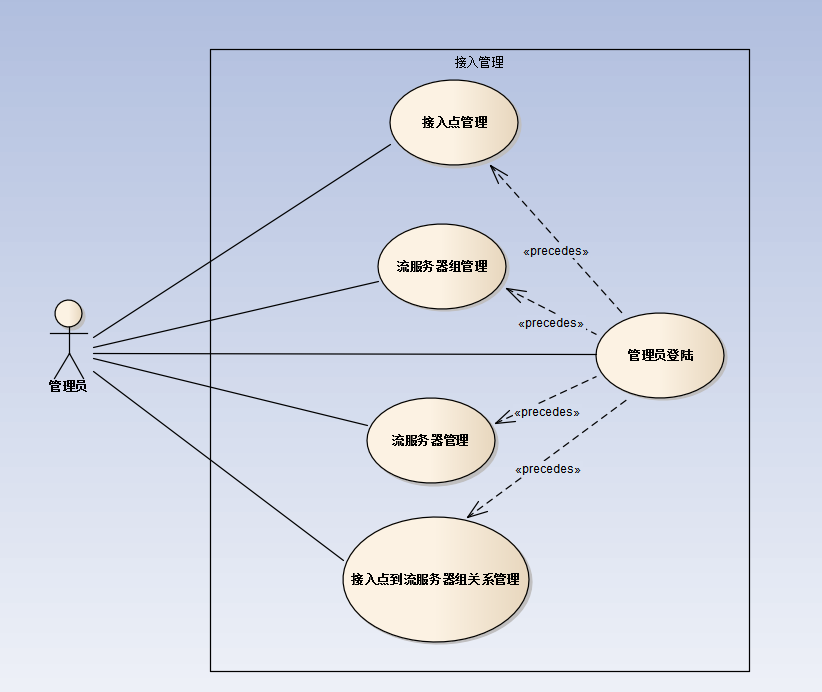 接入管理
接入点管理
«precedes»
流服务器组管理
«precedes»
管理员登陆
管理员
«precedes»
流服务器管理
«precedes»
接入点到流服务器组关系管理